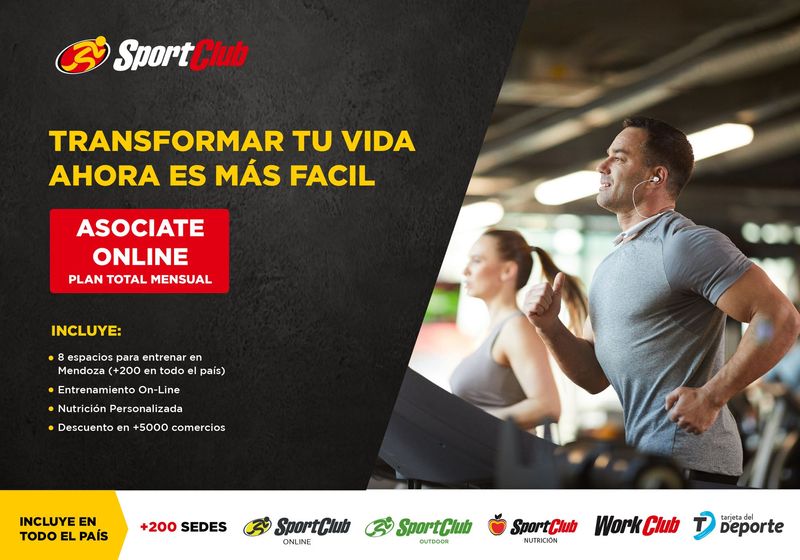 SportClub
TRANSFORMAR TU VIDA
AHORA ES MÁS FACIL
ASOCIATE
ONLINE
PLAN TOTAL MENSUAL
INCLUYE:
8 espacios para entrenar en
Mendoza (+200 en todo el país)
Entrenamiento On-Line
Nutrición Personalizada
Descuento en +5000 comercios
INCLUYE EN
TODO EL PAÍS
+200 SEDES
SportClub
ONLINE
SportClub
OUTDOOR
SportClub
NUTRICIÓN
WorkClub
tarjeta del
Deporte